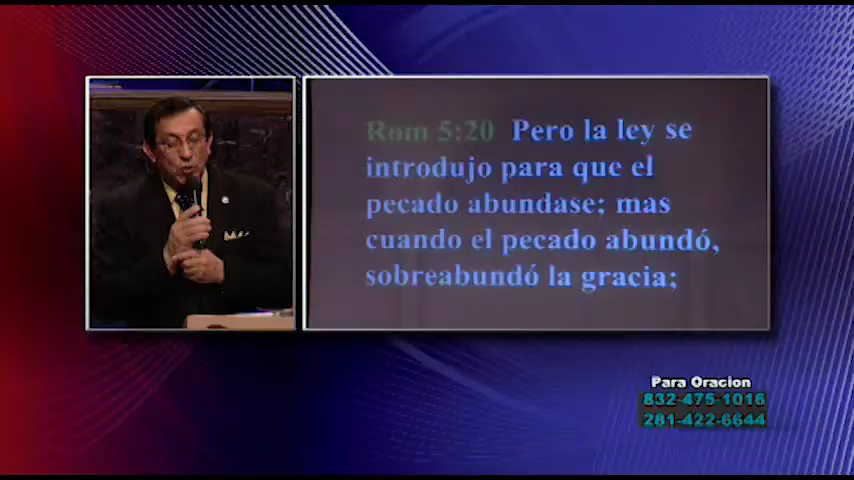 Rom 5:20 Pero la ley se
introdujo para que el
pecado abundase; mas
cuando el pecado abundó,
sobreabundó la gracia;
Para Oracion
832-475-1016
281-422-6644